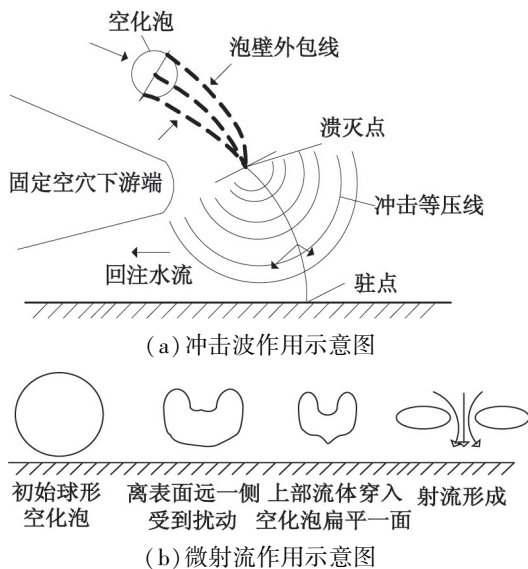 空化泡
泡壁外包线
溃灭点
固定空穴下游端
冲击等压线
回注水流
驻点
(a)冲击波作用示意图
初始球形 离表面远一侧 上部流体穿入 射流形成
空化泡 受到扰动 空化泡扁平一面
(b)微射流作用示意图